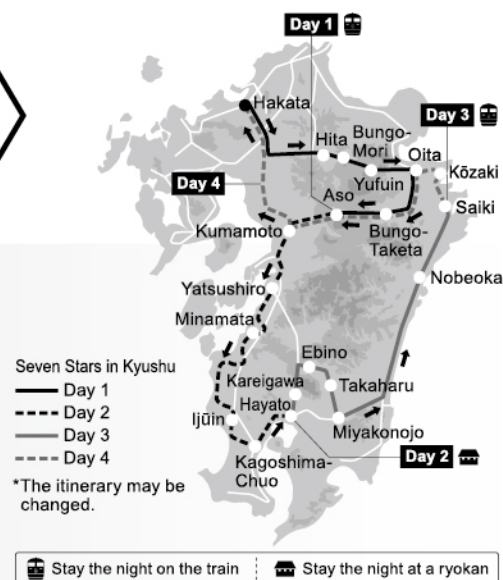 Day 1
Hakata
Hita
Bungo-
Mori
Oita
Day 3
Kōzaki
Yufuin
Saiki
Day 4
Aso
Bungo-
Taketa
Kumamoto
Nobeoka
Yatsushiro
Minamata
Ebino
Kareigawa
Takaharu
Hayato
Ijūin
Miyakonojo
Day 2
Kagoshima-
Chuo
Seven Stars in Kyushu
Day 1
Day 2
Day 3
Day 4
*The itinerary may be
changed.
Stay the night on the train
Stay the night at a ryokan